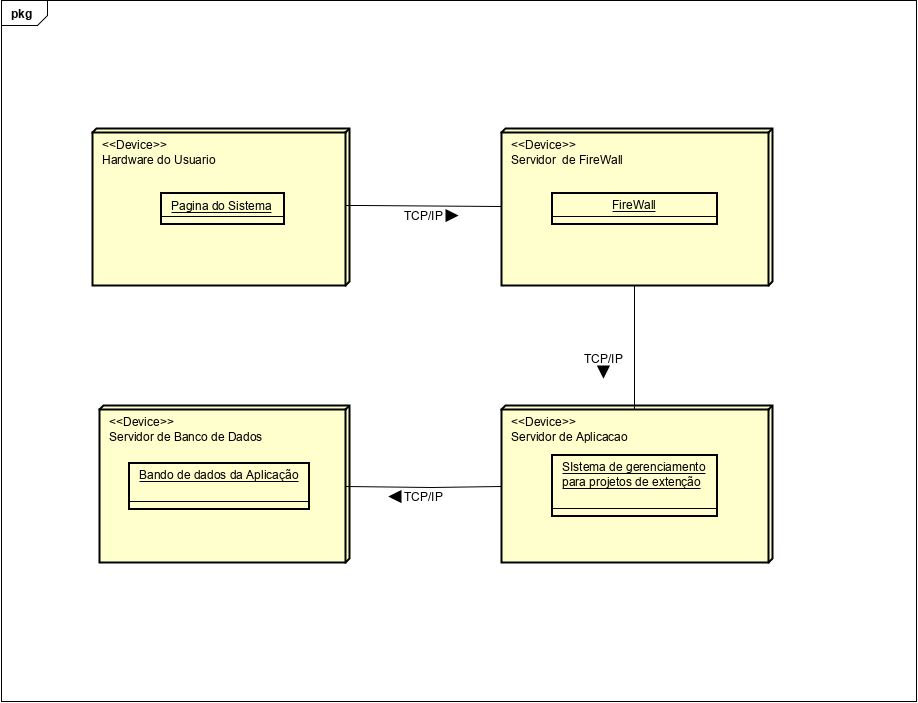 pkg
<<Device>>
Hardware do Usuario
Pagina do Sistema
TCP/IP
<<Device>>
Servidor de FireWall
FireWall
TCP/IP
<<Device>>
Servidor de Banco de Dados
Bando de dados da Aplicação
TCP/IP
<<Device>>
Servidor de Aplicacao
SIstema de gerenciamento
para projetos de extenção